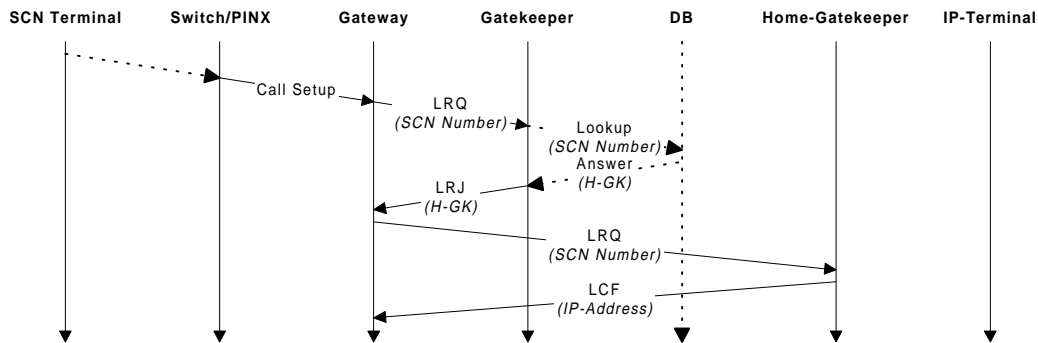 SCN Terminal
Switch/PINX
Gateway
Gatekeeper
DB
Home-Gatekeeper
IP-Terminal
Call Setup
LRQ
(SCN Number)
Lookup
(SCN Number)
Answer
(H-GK)
LRJ
(H-GK)
LRQ
(SCN Number)
LCF
(IP-Address)